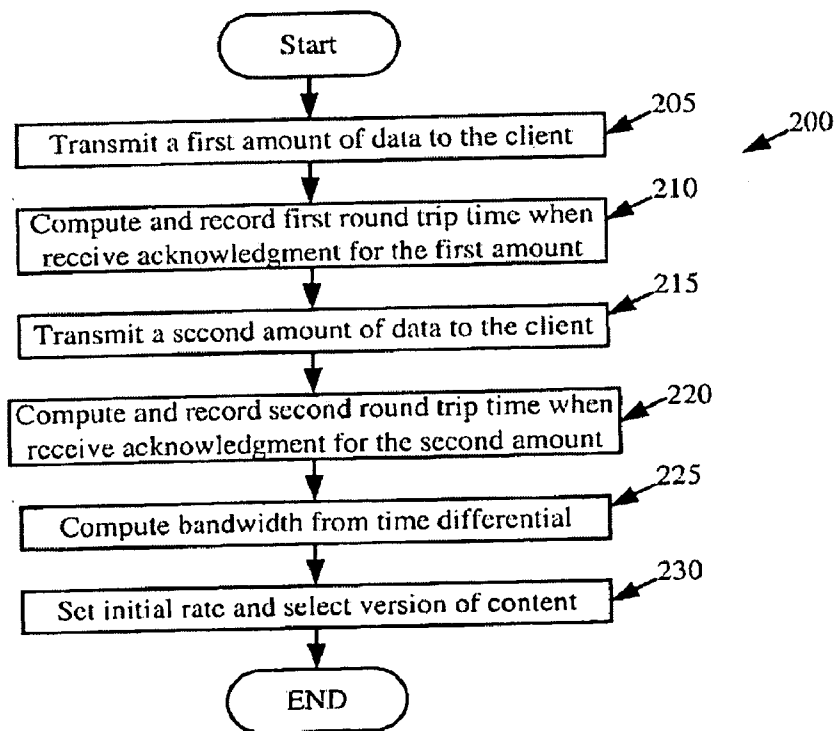 Start
Transmit a first amount of data to the client
205
200
Compute and record first round trip time when
receive acknowledgment for the first amount
210
Transmit a second amount of data to the client
215
Compute and record second round trip time when
receive acknowledgment for the second amount
220
Compute bandwidth from time differential
225
Set initial rate and select version of content
230
END